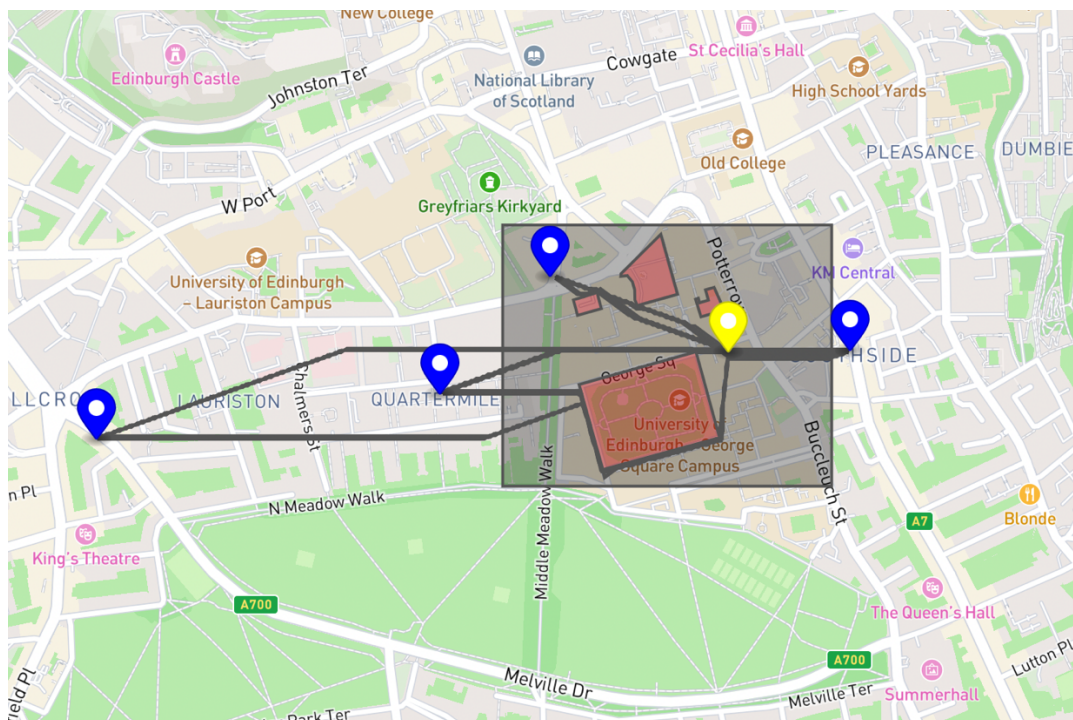 New College
St Cecilia's Hall
Edinburgh Castle
Johnston Ter
National Library
of Scotland
Cowgate
High School Yards
Old College
PLEASANCE
DUMBIE
W Port
Greyfriars Kirkyard
University of Edinburgh
– Lauriston Campus
Potterrow
KM Central
THSIDE
George Sq
LLCRO
LAURISTON
Chalmers St
QUARTERMILE
University of
Edinburgh – George
Square Campus
Buccleuch St
N Meadow Walk
Middle Meadow Walk
n Pl
King's Theatre
A7
Blonde
A700
The Queen's Hall
A700
Lutton Pl
field Pl
Melville Dr
Melville Ter
Summerhall
Park Ter